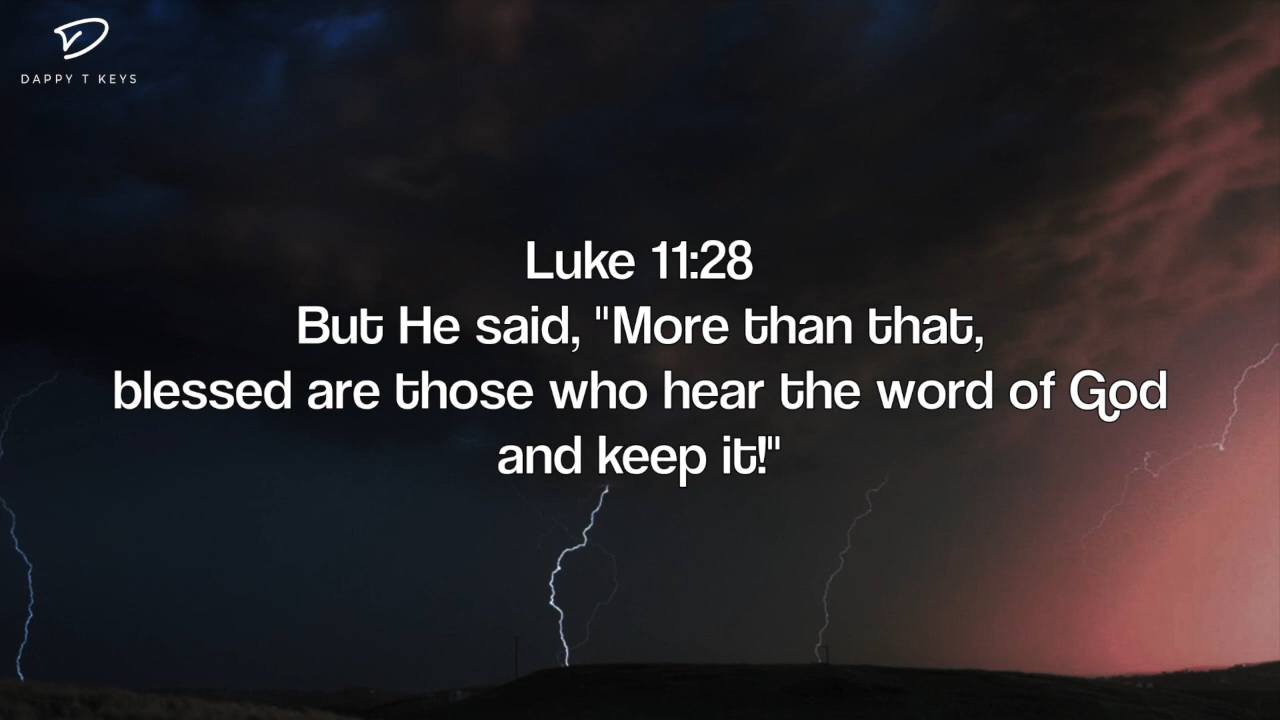 DAPPY T KEYS
Luke 11:28
But He said, "More than that,
blessed are those who hear the word of God
and keep it!"